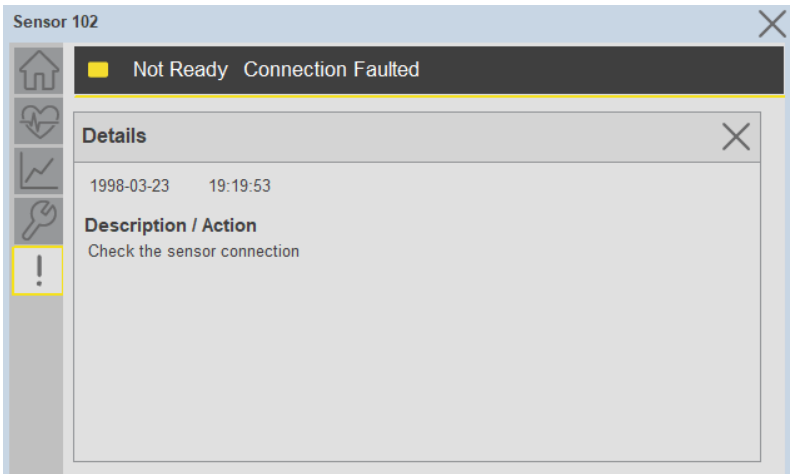 Sensor 102
Not Ready Connection Faulted
Details
1998-03-23 19:19:53
Description / Action
Check the sensor connection